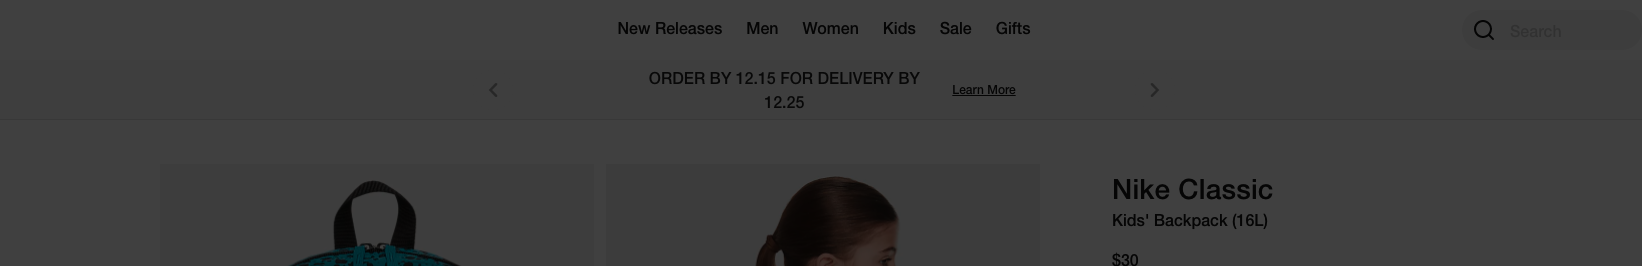 New Releases Men Women Kids Sale Gifts
Search
ORDER BY 12.15 FOR DELIVERY BY
12.25
Learn More
Nike Classic
Kids' Backpack (16L)
$30